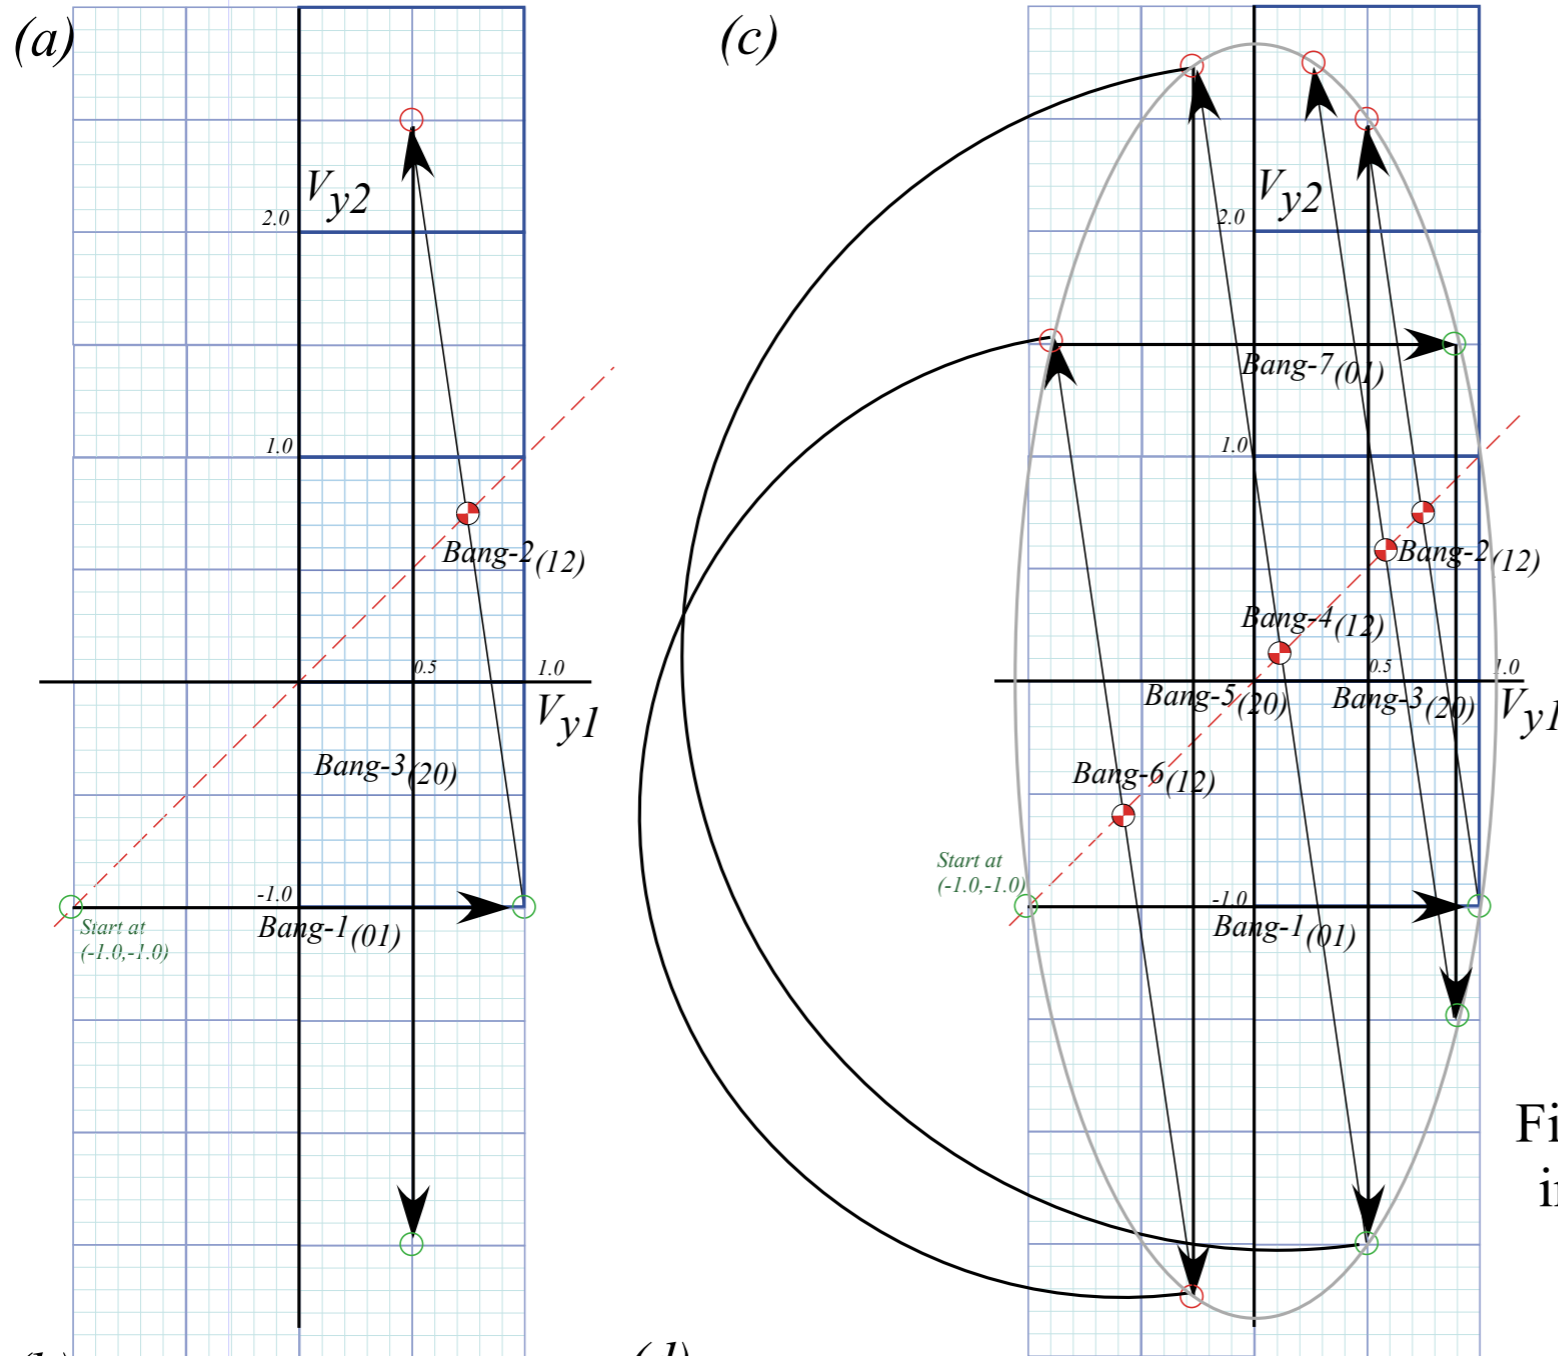 (a)
V_y2
2.0
1.0
Bang-2(12)
0.5
1.0
V_y1
Bang-3(20)
-1.0
Start at
(-1.0,-1.0)
Bang-1(01)
(c)
V_y2
2.0
Bang-7(01)
1.0
Bang-2(12)
Bang-4(12)
0.5
1.0
Bang-5(20)
Bang-3(20)
V_y1
Bang-6(12)
Start at
(-1.0,-1.0)
-1.0
Bang-1(01)
Fi
in